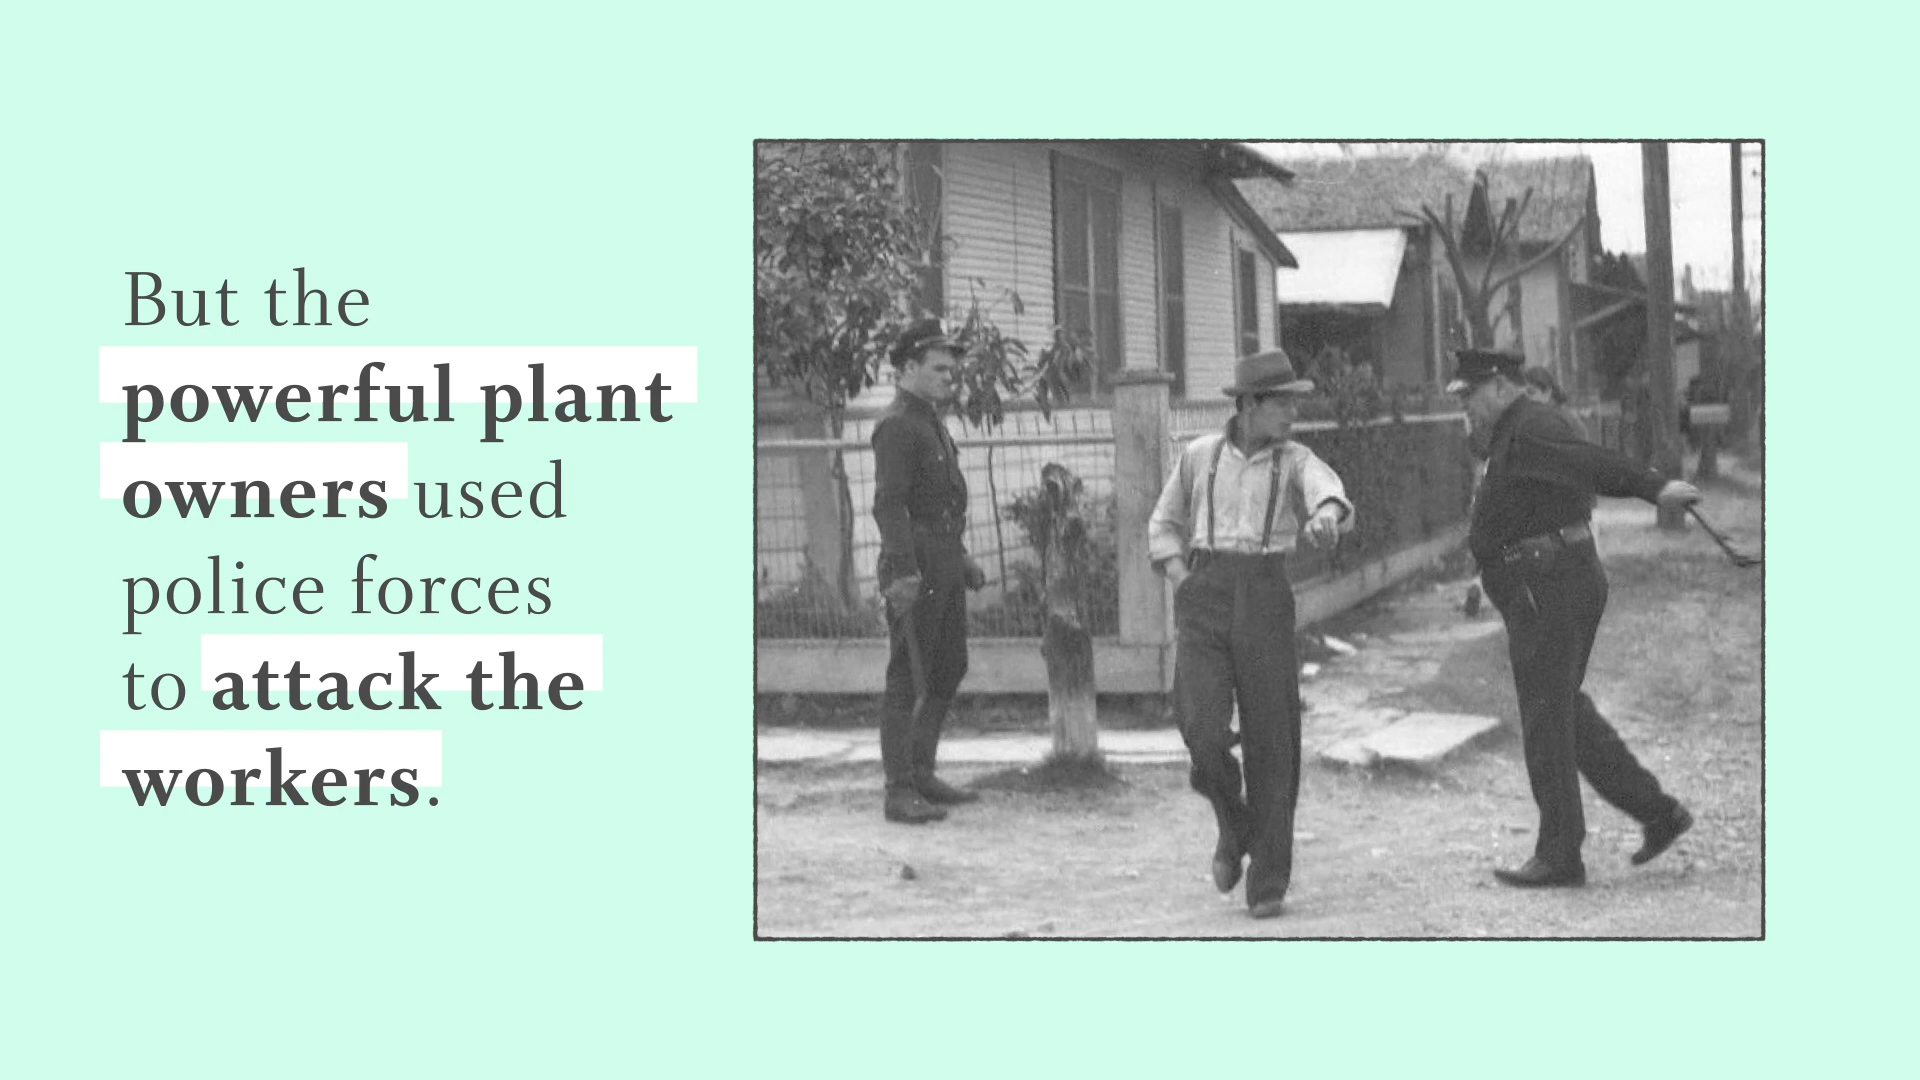 But the
powerful plant
owners used
police forces
to attack the
workers.